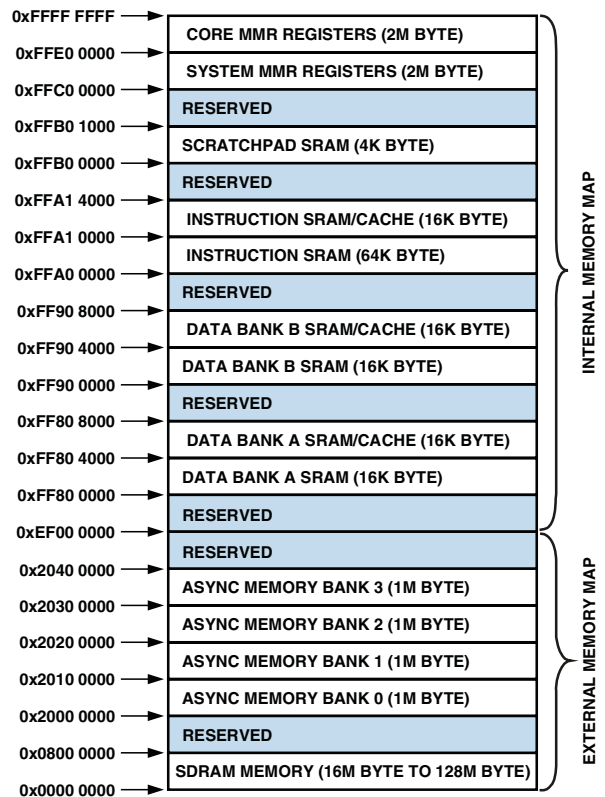 0xFFFF FFFF
CORE MMR REGISTERS (2M BYTE)
0xFFE0 0000
SYSTEM MMR REGISTERS (2M BYTE)
0xFFC0 0000
RESERVED
0xFFB0 1000
SCRATCHPAD SRAM (4K BYTE)
0xFFB0 0000
RESERVED
0xFFA1 4000
INSTRUCTION SRAM/CACHE (16K BYTE)
0xFFA1 0000
INSTRUCTION SRAM (64K BYTE)
0xFFA0 0000
RESERVED
0xFF90 8000
DATA BANK B SRAM/CACHE (16K BYTE)
0xFF90 4000
DATA BANK B SRAM (16K BYTE)
0xFF90 0000
RESERVED
0xFF80 8000
DATA BANK A SRAM/CACHE (16K BYTE)
0xFF80 4000
DATA BANK A SRAM (16K BYTE)
0xFF80 0000
RESERVED
0xEF00 0000
RESERVED
0x2040 0000
ASYNC MEMORY BANK 3 (1M BYTE)
0x2030 0000
ASYNC MEMORY BANK 2 (1M BYTE)
0x2020 0000
ASYNC MEMORY BANK 1 (1M BYTE)
0x2010 0000
ASYNC MEMORY BANK 0 (1M BYTE)
0x2000 0000
RESERVED
0x0800 0000
SDRAM MEMORY (16M BYTE TO 128M BYTE)
0x0000 0000
INTERNAL MEMORY MAP
EXTERNAL MEMORY MAP